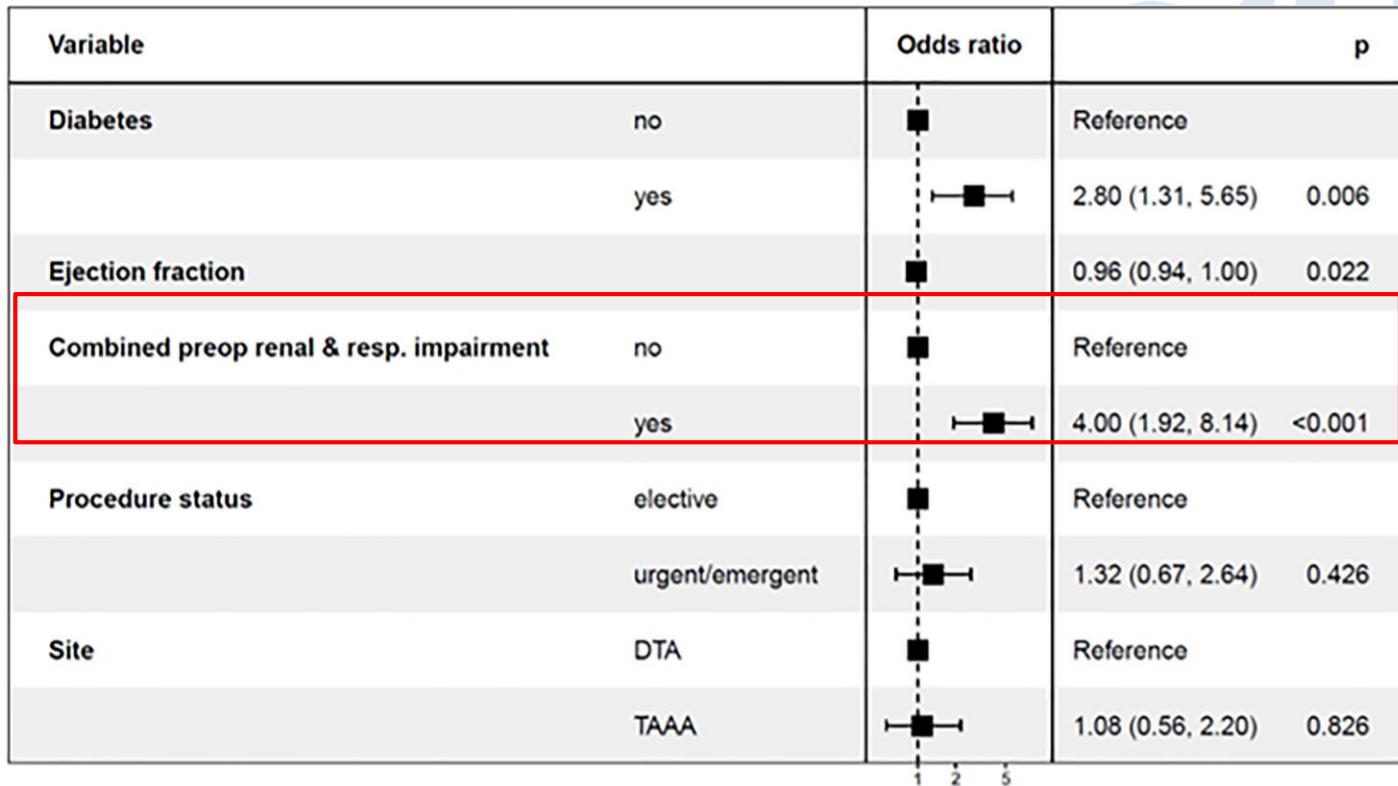 Variable Odds ratio p
Diabetes no Reference
yes 2.80 (1.31, 5.65) 0.006
Ejection fraction 0.96 (0.94, 1.00) 0.022
Combined preop renal & resp. impairment no Reference
yes 4.00 (1.92, 8.14) <0.001
Procedure status elective Reference
urgent/emergent 1.32 (0.67, 2.64) 0.426
Site DTA Reference
TAAA 1.08 (0.56, 2.20) 0.826
1 2 5